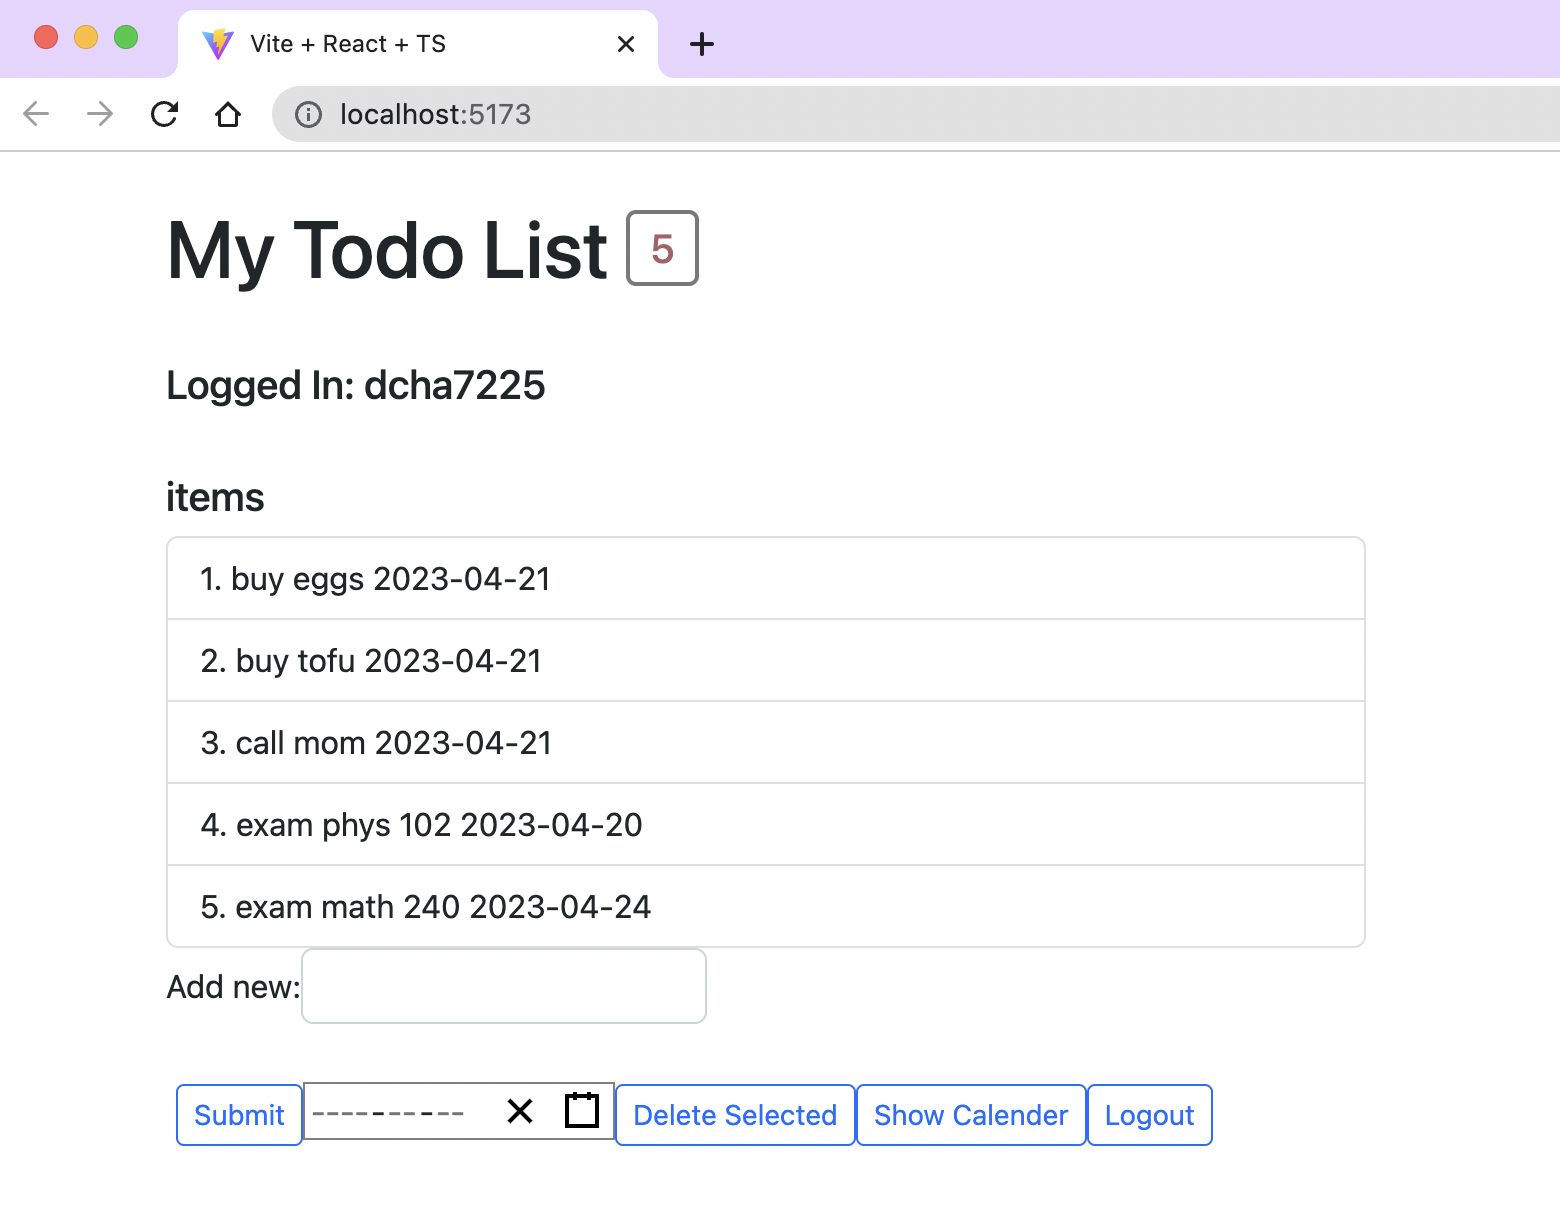 Vite + React + TS
localhost:5173
My Todo List 5
Logged In: dcha7225
items
1. buy eggs 2023-04-21
2. buy tofu 2023-04-21
3. call mom 2023-04-21
4. exam phys 102 2023-04-20
5. exam math 240 2023-04-24
Add new:
Submit ----–--–-- Delete Selected Show Calender Logout